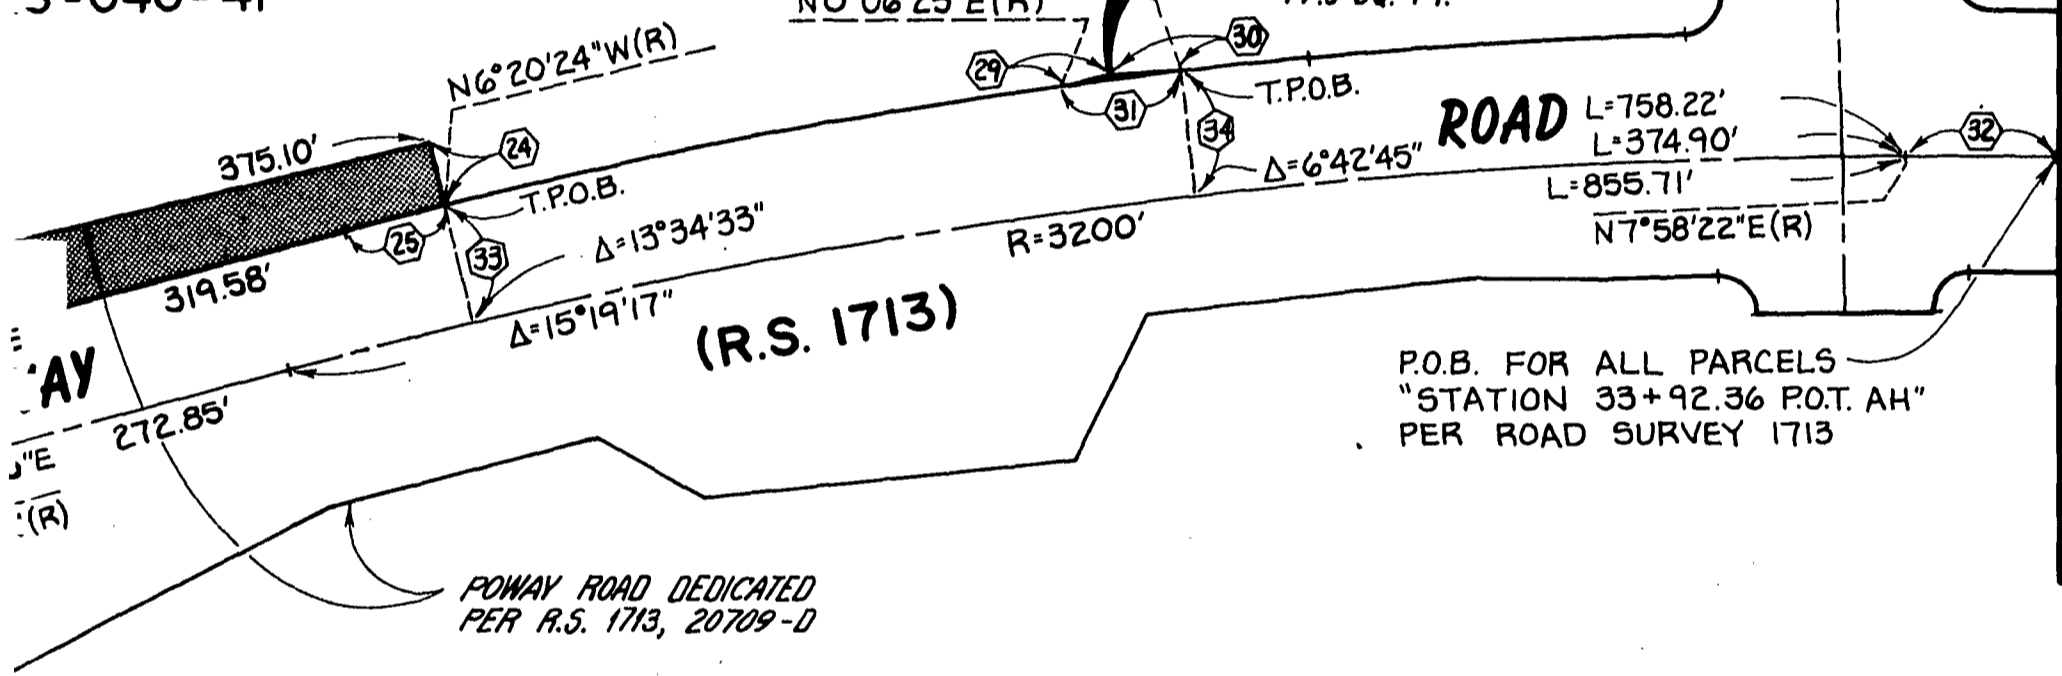 N6°20'24"W(R)
30
29
T.P.O.B.
31
34
ROAD
L=758.22'
L=374.90'
32
375.10'
24
Δ=6°42'45"
L=855.71'
N7°58'22"E(R)
T.P.O.B.
25
33
Δ=13°34'33"
R=3200'
319.58'
Δ=15°19'17"
(R.S. 1713)
AY
272.85'
"E
(R)
P.O.B. FOR ALL PARCELS
"STATION 33+92.36 P.O.T. AH"
PER ROAD SURVEY 1713
POWAY ROAD DEDICATED
PER R.S. 1713, 20709-D